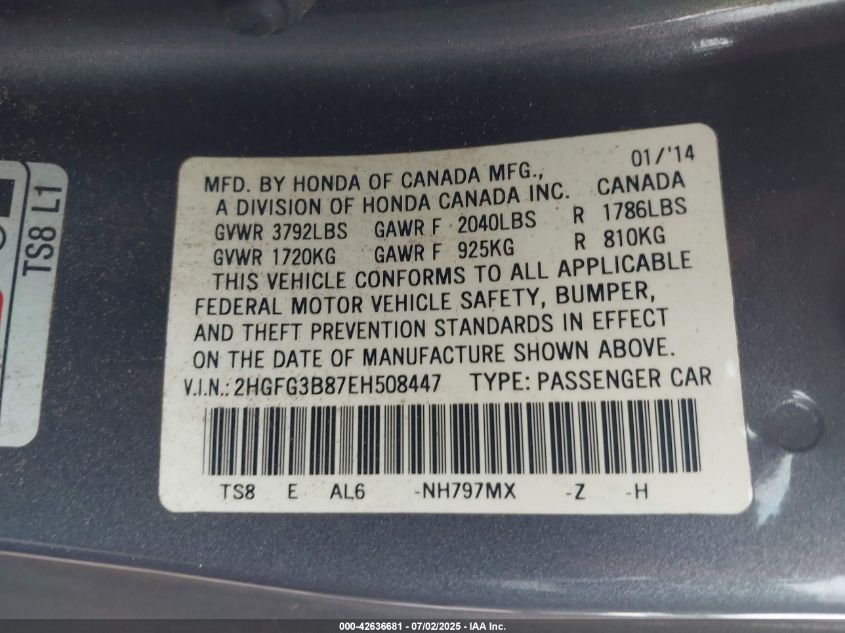 TS8 L1
01/'14
MFD. BY HONDA OF CANADA MFG.,
A DIVISION OF HONDA CANADA INC. CANADA
GVWR 3792LBS GAWR F 2040LBS R 1786LBS
GVWR 1720KG GAWR F 925KG R 810KG
THIS VEHICLE CONFORMS TO ALL APPLICABLE
FEDERAL MOTOR VEHICLE SAFETY, BUMPER,
AND THEFT PREVENTION STANDARDS IN EFFECT
ON THE DATE OF MANUFACTURE SHOWN ABOVE.
V.I.N.: 2HGFG3B87EH508447 TYPE: PASSENGER CAR
TS8 E AL6 -NH797MX -Z -H
000-42636681 - 07/02/2025 - IAA Inc.